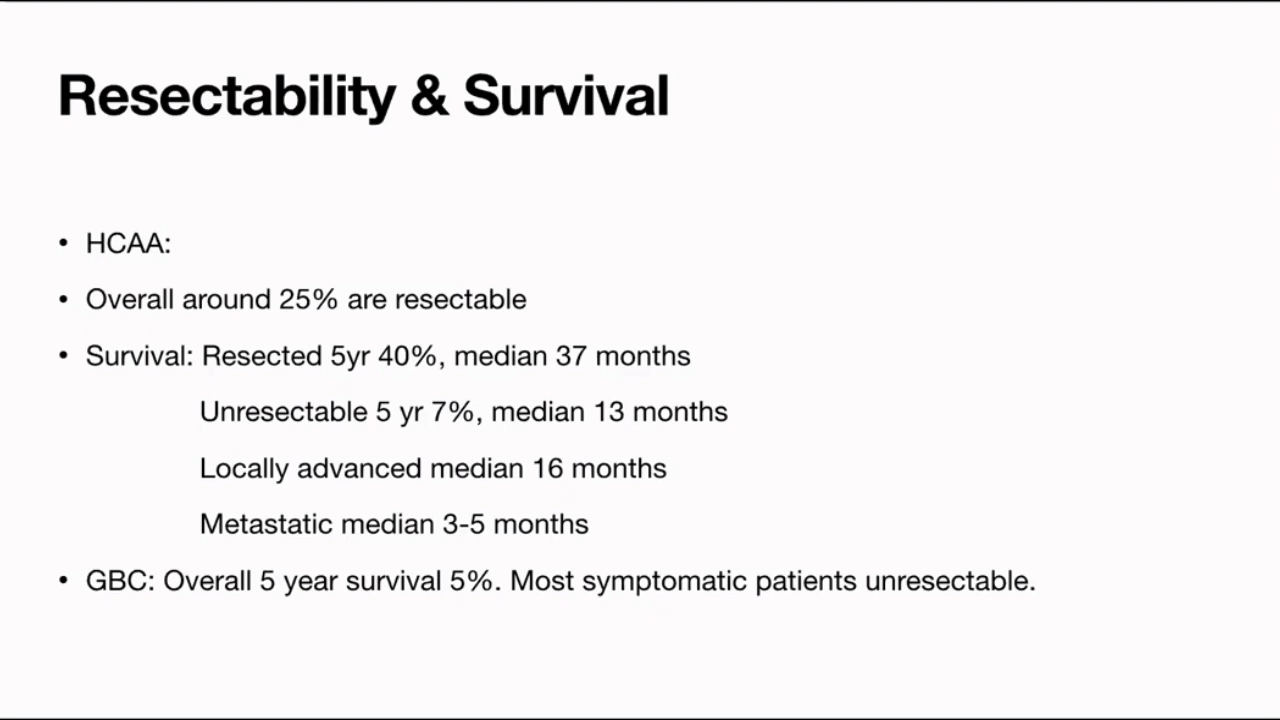 Resectability & Survival
• HCAA:
• Overall around 25% are resectable
• Survival: Resected 5yr 40%, median 37 months
Unresectable 5 yr 7%, median 13 months
Locally advanced median 16 months
Metastatic median 3-5 months
• GBC: Overall 5 year survival 5%. Most symptomatic patients unresectable.